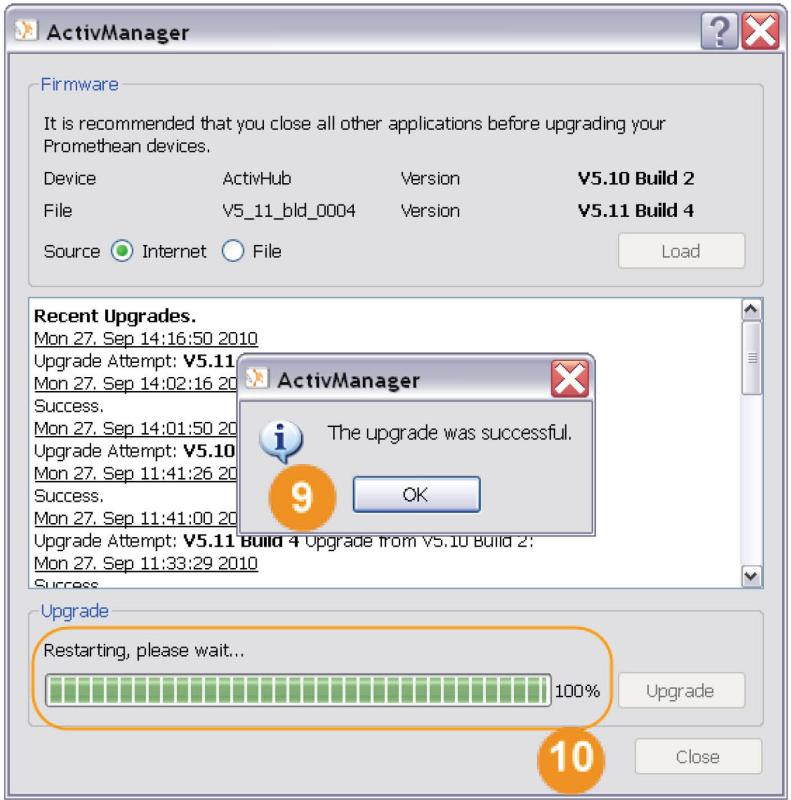 ActivManager
Firmware
It is recommended that you close all other applications before upgrading your
Promethean devices.
Device ActivHub Version V5.10 Build 2
File V5_11_bld_0004 Version V5.11 Build 4
Source Internet File Load
Recent Upgrades.
Mon 27. Sep 14:16:50 2010
Upgrade Attempt: V5.11
Mon 27. Sep 14:02:16 20
Success.
Mon 27. Sep 14:01:50 20
Upgrade Attempt: V5.10
Mon 27. Sep 11:41:26 20
Success.
Mon 27. Sep 11:41:00 20
Upgrade Attempt: V5.11 Build 4 Upgrade from V5.10 Build 2:
Mon 27. Sep 11:33:29 2010
Success
ActivManager
The upgrade was successful.
9
OK
Upgrade
Restarting, please wait...
100% Upgrade
10
Close